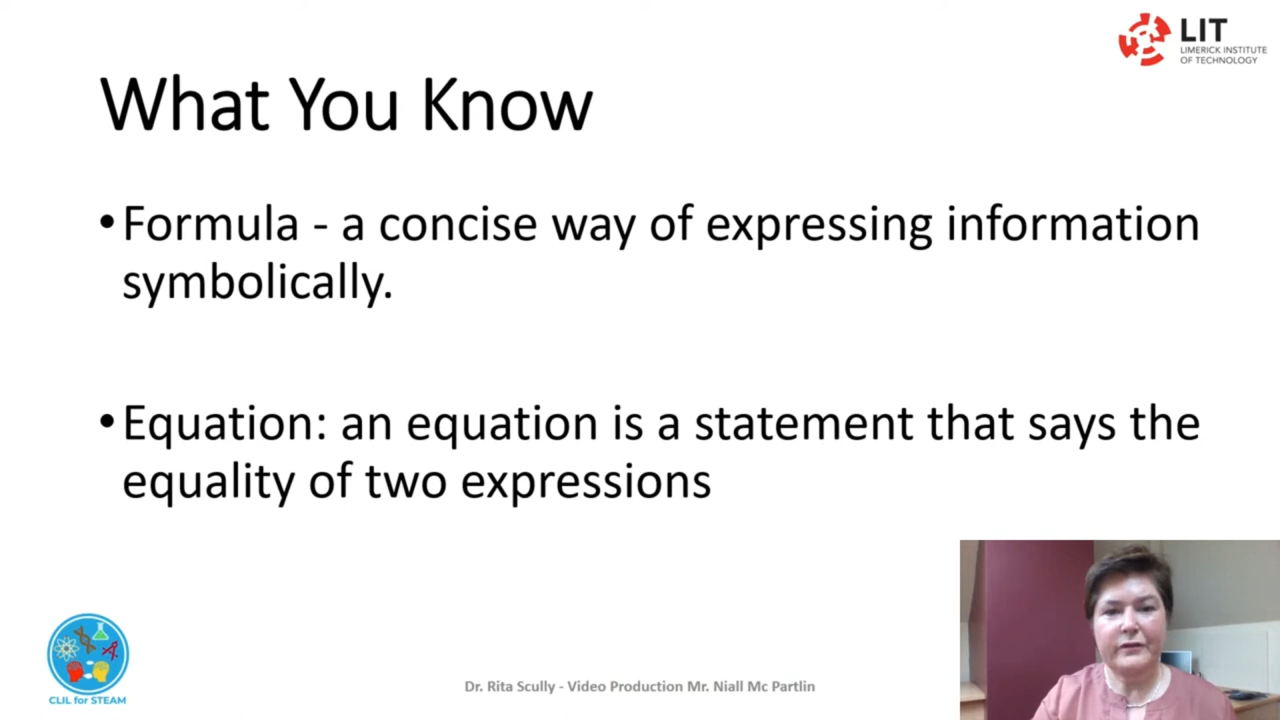 LIT
LIMERICK INSTITUTE
OF TECHNOLOGY
What You Know
•Formula - a concise way of expressing information
symbolically.
•Equation: an equation is a statement that says the
equality of two expressions
CLIL for STEAM
Dr. Rita Scully - Video Production Mr. Niall Mc Partlin